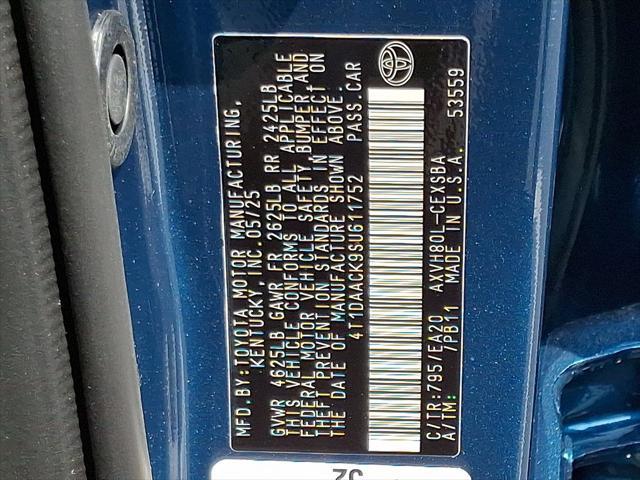 MFD.BY:TOYOTA MOTOR MANUFACTURING,
KENTUCKY, INC. 05/25
GVWR 4625LB GAWR FR 2625LB RR 2425LB
THIS VEHICLE CONFORMS TO ALL APPLICABLE
FEDERAL MOTOR VEHICLE SAFETY, BUMPER AND
THEFT PREVENTION STANDARDS IN EFFECT ON
THE DATE OF MANUFACTURE SHOWN ABOVE.
4T1DAACK9SU611752 PASS.CAR
C/TR:795/EA20 AXVH80L-CEXSBA
A/TM: /PB11 MADE IN U.S.A. 53559